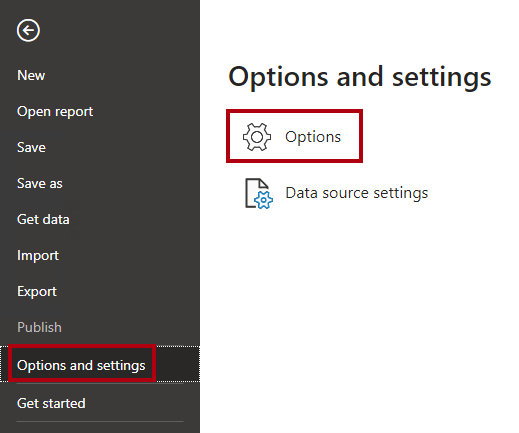 New
Open report
Save
Save as
Get data
Import
Export
Publish
Options and settings
Get started
Options and settings
Options
Data source settings